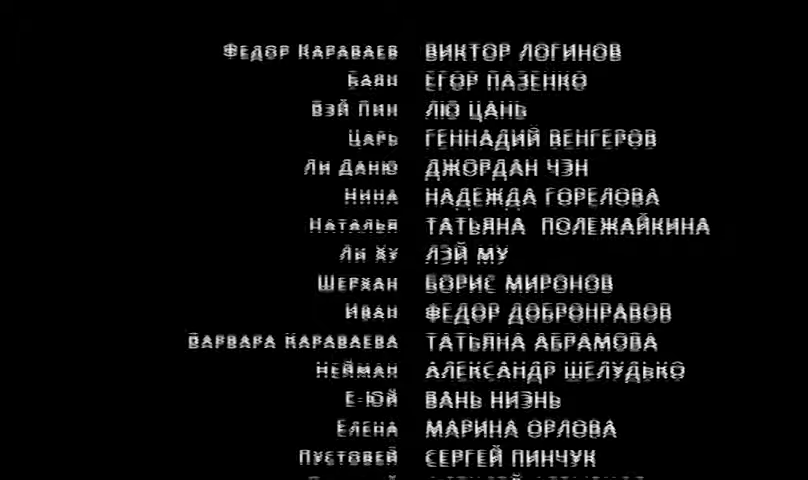 Федор Караваев ВИКТОР ЛОГИНОВ
Баян ЕГОР ПАЗЕНКО
Вэй Пин ЛЮ ЦАНЬ
Царь ГЕННАДИЙ ВЕНГЕРОВ
Ли Даню ДЖОРДАН ЧЭН
Нина НАДЕЖДА ГОРЕЛОВА
Наталья ТАТЬЯНА ПОЛЕЖАЙКИНА
Ли Ху ЛЭЙ МУ
Шерхан БОРИС МИРОНОВ
Иван ФЕДОР ДОБРОНРАВОВ
Варвара Караваева ТАТЬЯНА АБРАМОВА
Нейман АЛЕКСАНДР ШЕЛУДЬКО
Е-Юй ВАНЬ НИЭНЬ
Елена МАРИНА ОРЛОВА
Пустовей СЕРГЕЙ ПИНЧУК